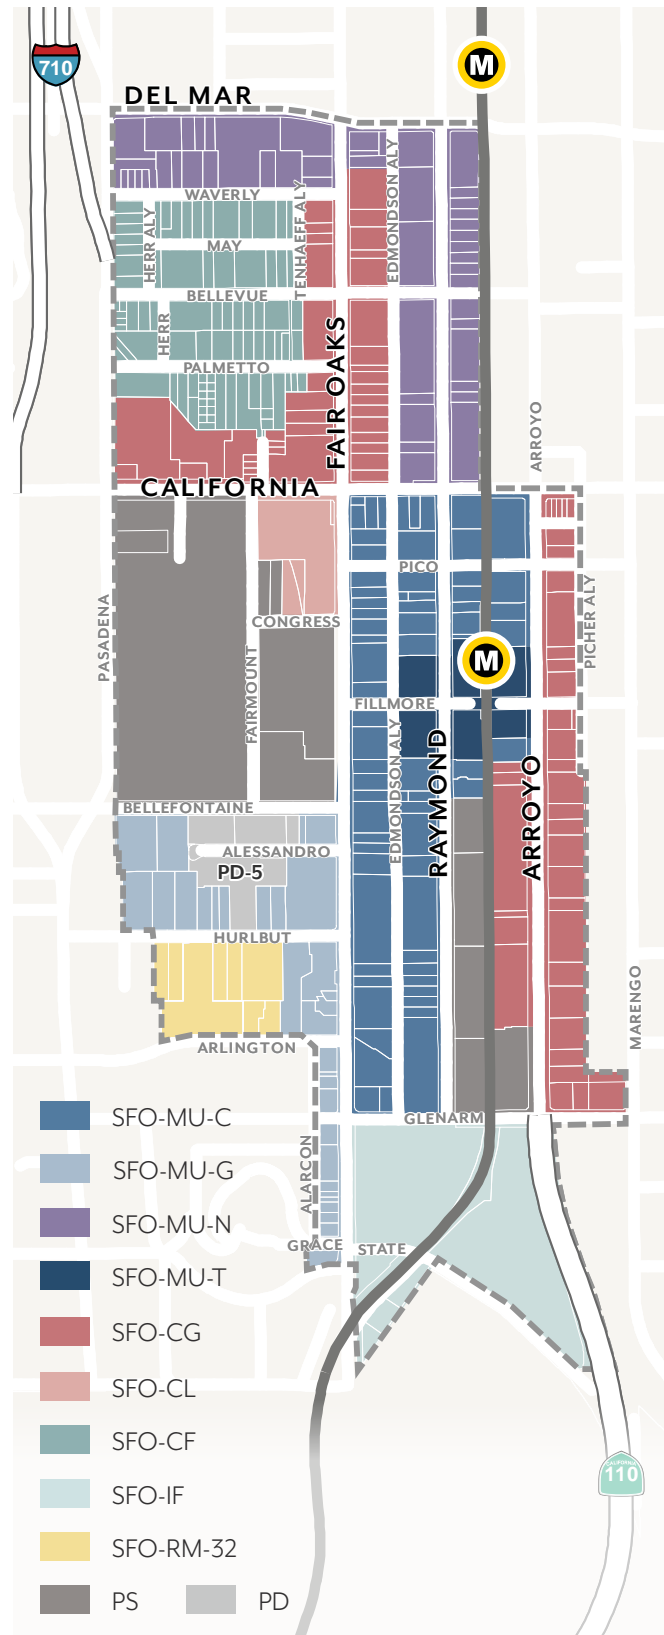 710
M
DEL MAR
WAVERLY
HERR ALY
TENHAEFF ALY
EDMONDSON ALY
MAY
BELLEVUE
HERR
PALMETTO
FAIR OAKS
ARROYO
CALIFORNIA
PICO
PASADENA
CONGRESS
PICHER ALY
M
FAIRMOUNT
FILLMORE
EDMONDSON ALY
RAYMOND
ARROYO
BELLEFONTAINE
ALESSANDRO
PD-5
HURLBUT
MARENGO
ARLINGTON
GLENARM
ALARCON
GRACE
STATE
SFO-MU-C
SFO-MU-G
SFO-MU-N
SFO-MU-T
SFO-CG
SFO-CL
SFO-CF
SFO-IF
SFO-RM-32
PS
PD
CALIFORNIA
110